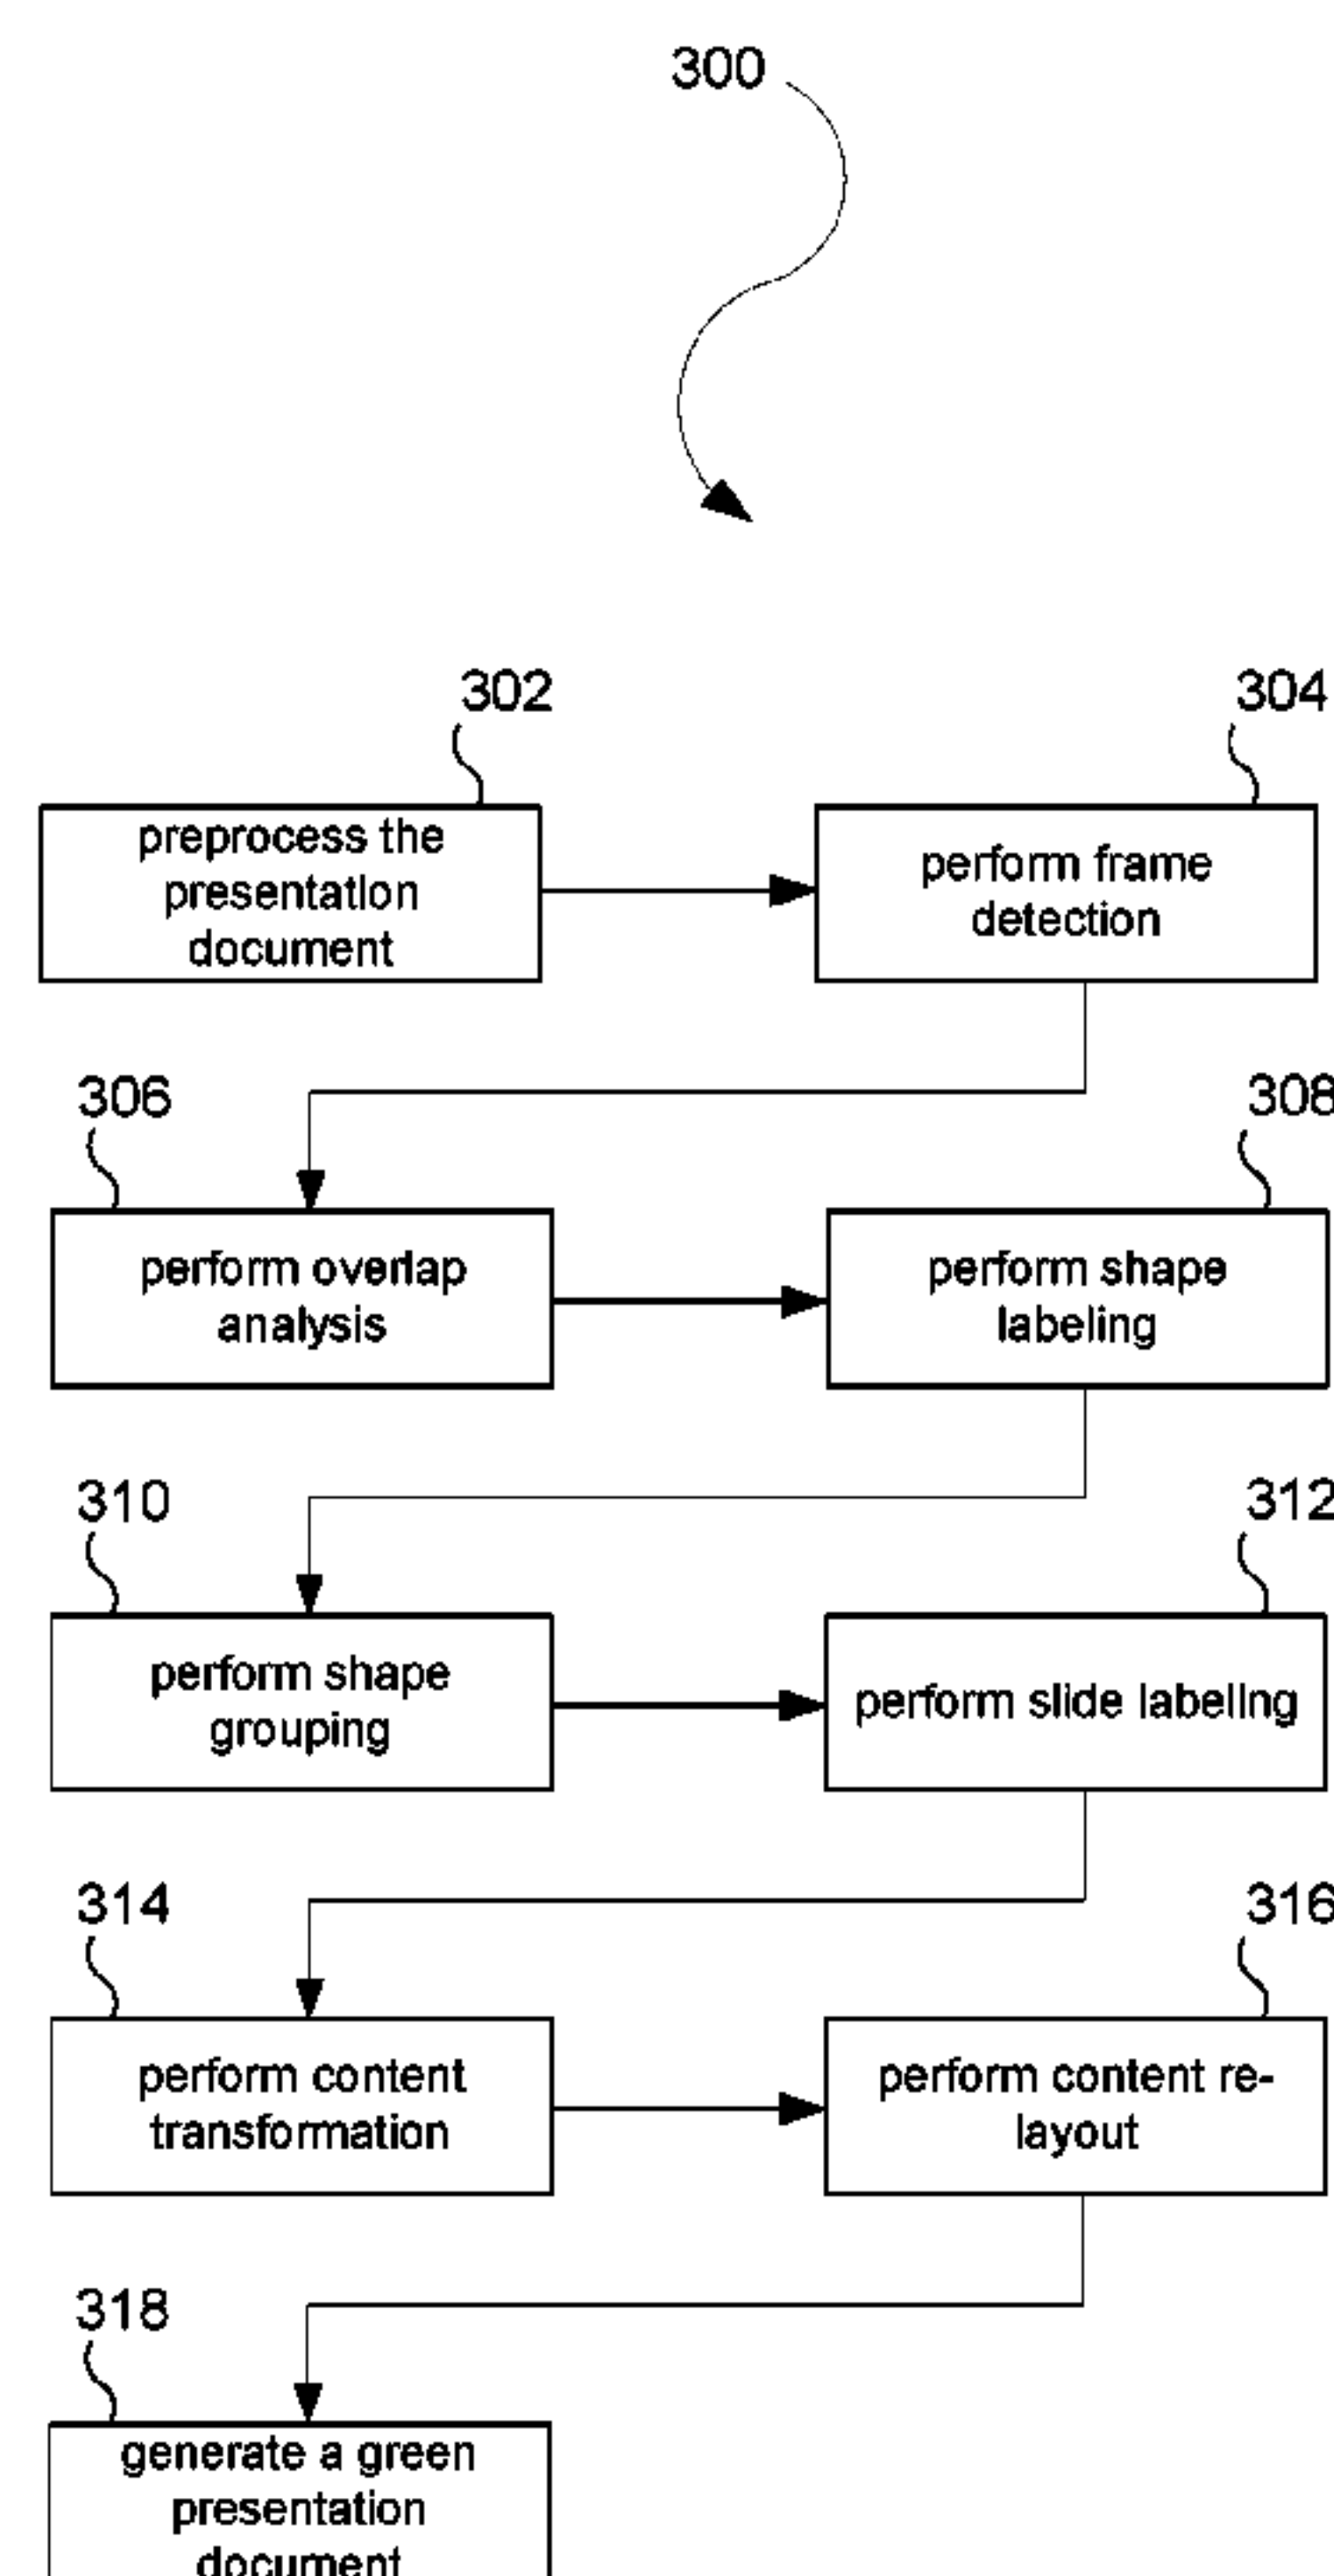 300
302
304
preprocess the
presentation
document
perform frame
detection
306
308
perform overlap
analysis
perform shape
labeling
310
312
perform shape
grouping
perform slide labeling
314
316
perform content
transformation
perform content re-
layout
318
generate a green
presentation
document